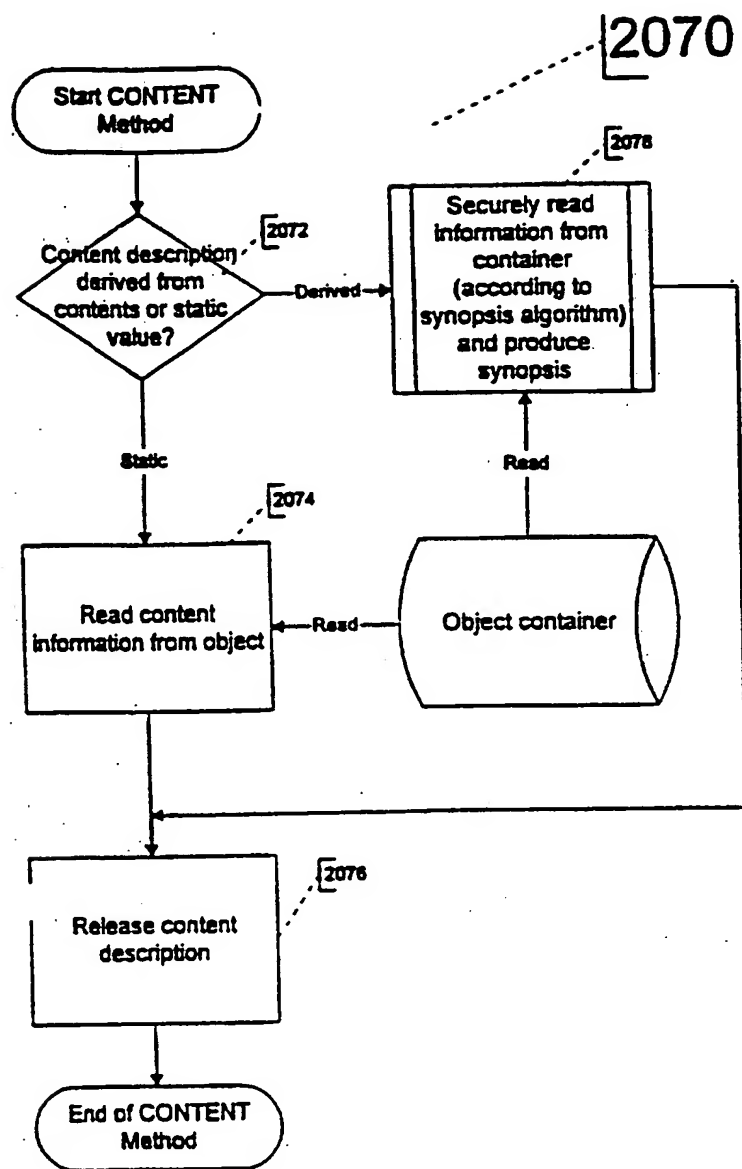 2070
Start CONTENT
Method
2078
2072
Content description
derived from
contents or static
value?
Derived
Securely read
information from
container
(according to
synopsis algorithm)
and produce
synopsis
Static
Read
2074
Read content
information from object
Read
Object container
2076
Release content
description
End of CONTENT
Method